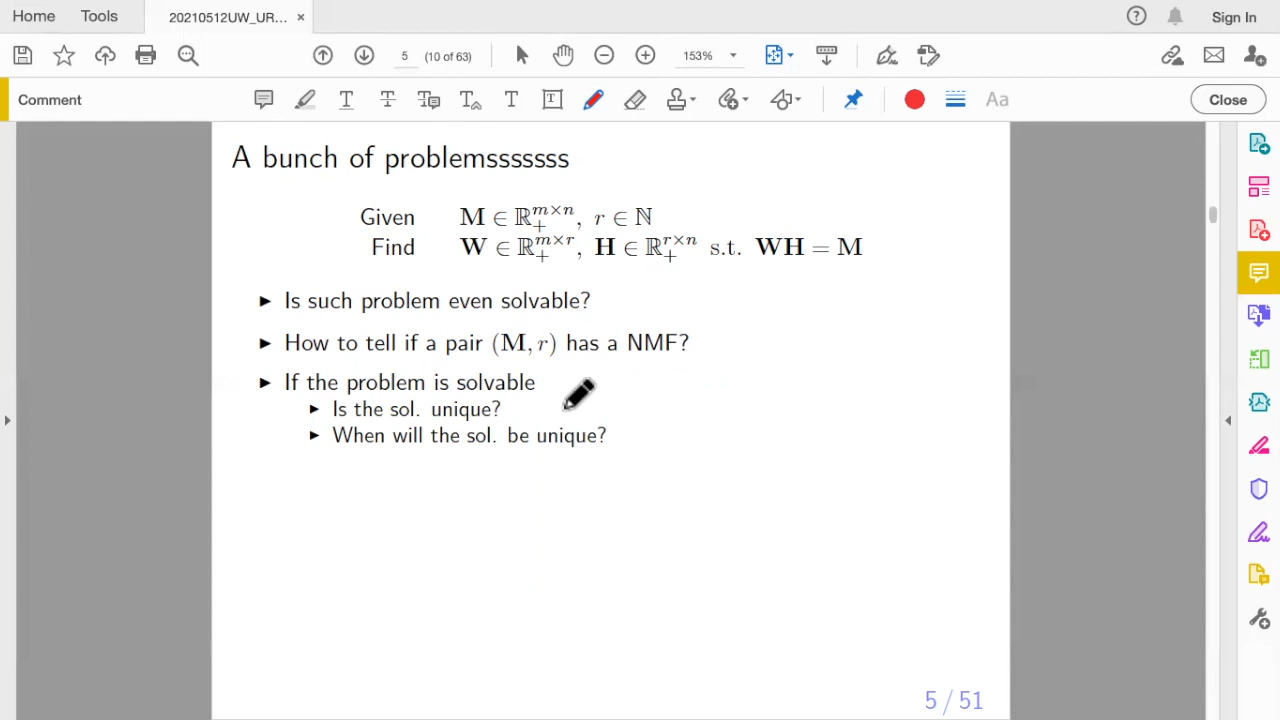 Home Tools 20210512UW_UR... × Sign In
5 (10 of 63) 153%
Comment Aa Close
A bunch of problemsssssss
Given M ∈ ℝ₊^{m×n}, r ∈ ℕ
Find W ∈ ℝ₊^{m×r}, H ∈ ℝ₊^{r×n} s.t. WH = M
► Is such problem even solvable?
► How to tell if a pair (M, r) has a NMF?
► If the problem is solvable
► Is the sol. unique?
► When will the sol. be unique?
5 / 51